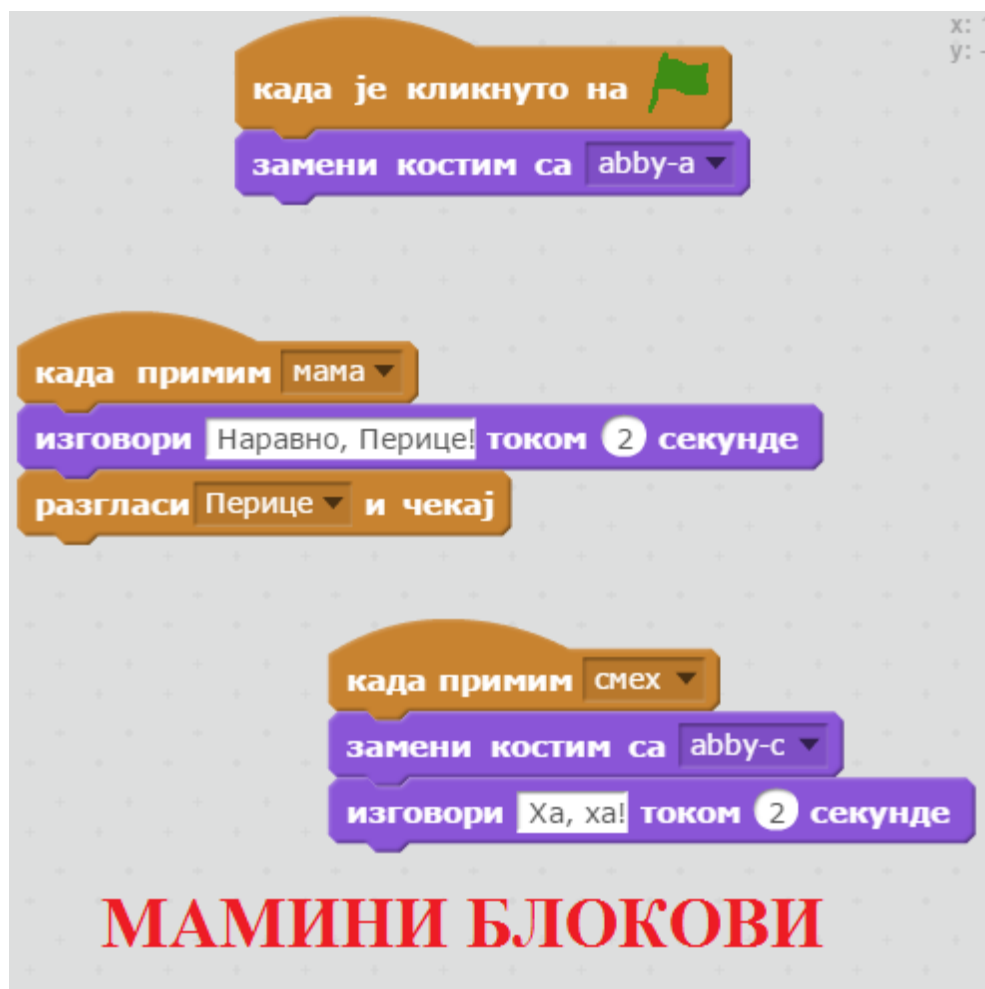 x: 1
y: -
када је кликнуто на
замени костим са abby-a
када примим мама
изговори Наравно, Перице! током 2 секунде
разгласи Перице и чекај
када примим смех
замени костим са abby-c
изговори Ха, ха! током 2 секунде
МАМИНИ БЛОКОВИ